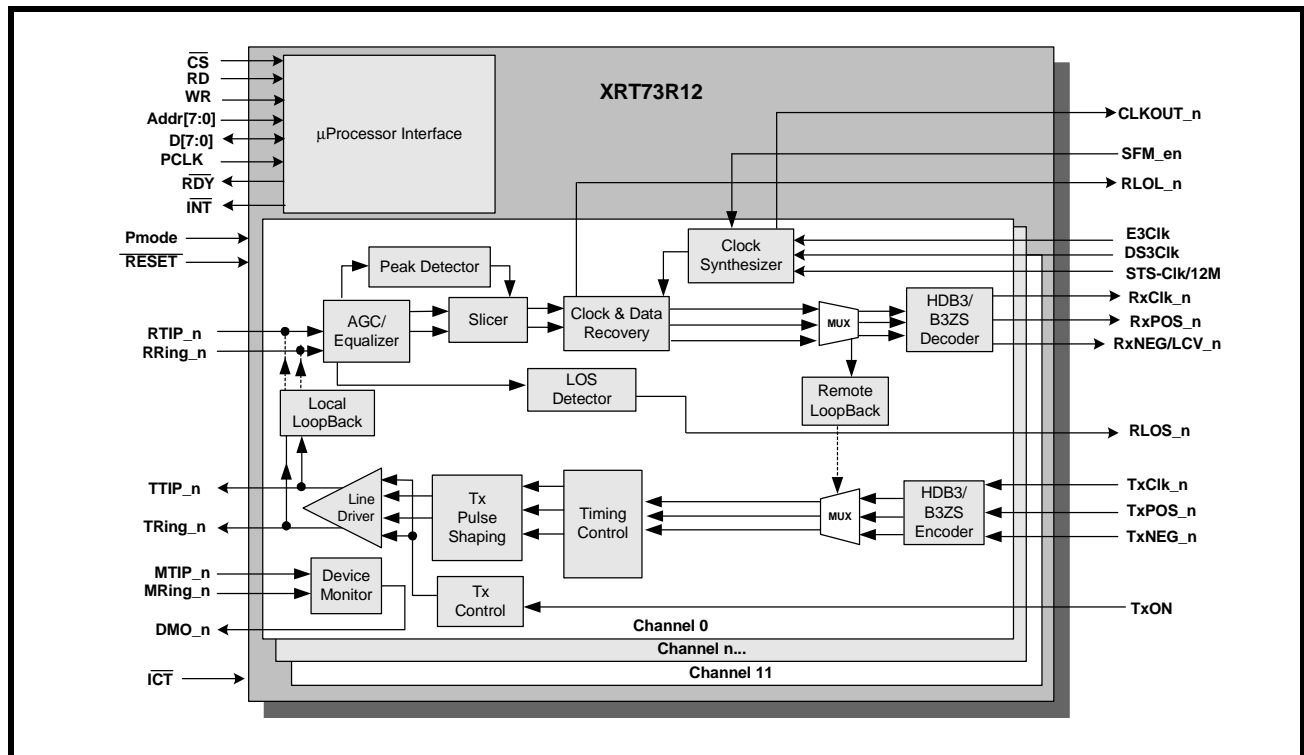 XRT73R12
CS
RD
WR
Addr[7:0]
D[7:0]
PCLK
RDY
INT
Pmode
RESET
RTIP_n
RRing_n
TTIP_n
TRing_n
MTIP_n
MRing_n
DMO_n
ICT
µProcessor Interface
Peak Detector
AGC/
Equalizer
Slicer
Clock & Data
Recovery
Clock
Synthesizer
MUX
HDB3/
B3ZS
Decoder
LOS
Detector
Remote
LoopBack
Local
LoopBack
Line
Driver
Tx
Pulse
Shaping
Timing
Control
MUX
HDB3/
B3ZS
Encoder
Device
Monitor
Tx
Control
Channel 0
Channel n...
Channel 11
CLKOUT_n
SFM_en
RLOL_n
E3Clk
DS3Clk
STS-Clk/12M
RxClk_n
RxPOS_n
RxNEG/LCV_n
RLOS_n
TxClk_n
TxPOS_n
TxNEG_n
TxON